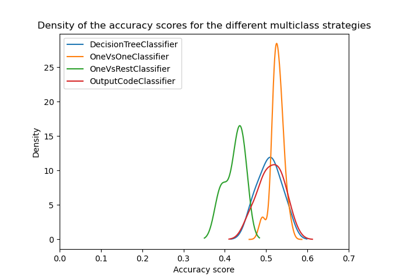 Density of the accuracy scores for the different multiclass strategies
DecisionTreeClassifier
OneVsOneClassifier
OneVsRestClassifier
OutputCodeClassifier
Density
25
20
15
10
5
0
0.0 0.1 0.2 0.3 0.4 0.5 0.6 0.7
Accuracy score